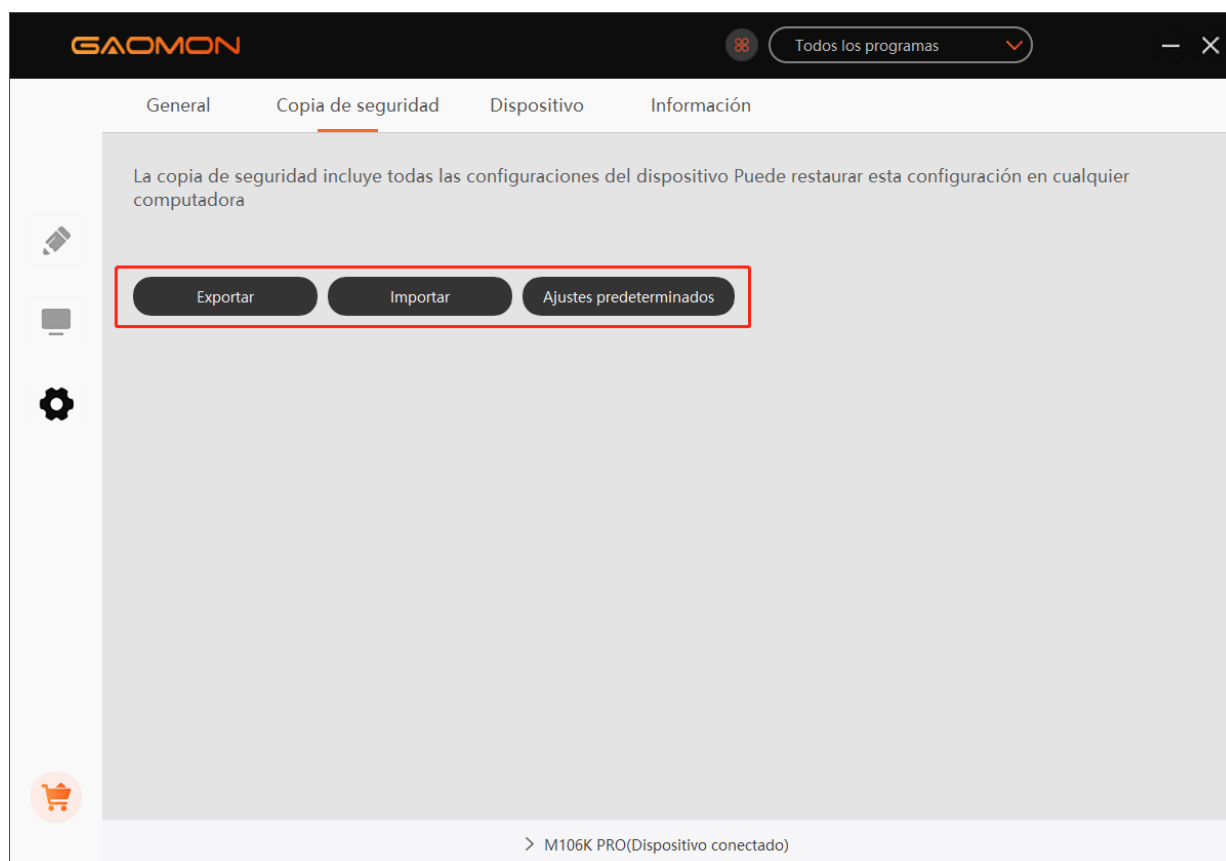 GAOMON
Todos los programas
General Copia de seguridad Dispositivo Información
La copia de seguridad incluye todas las configuraciones del dispositivo Puede restaurar esta configuración en cualquier
computadora
Exportar Importar Ajustes predeterminados
M106K PRO(Dispositivo conectado)